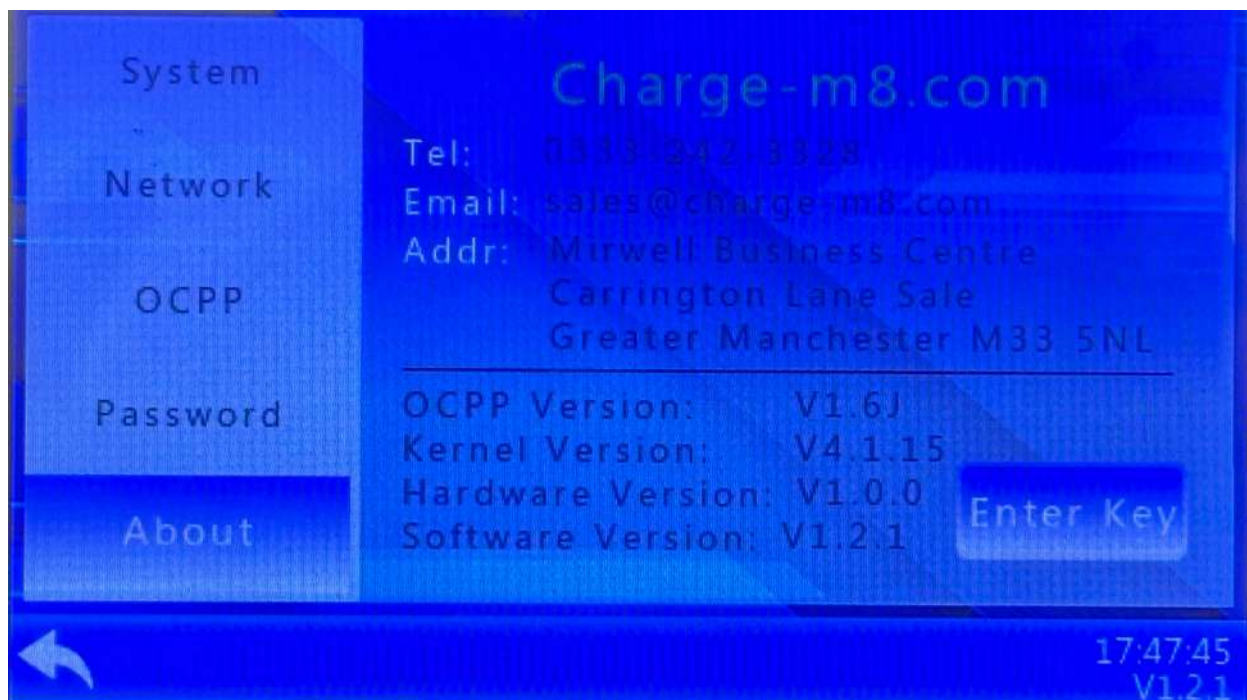 System
Network
OCPP
Password
About
Charge-m8.com
Tel: 0333-242-3328
Email: sales@charge-m8.com
Addr: Mirwell Business Centre
Carrington Lane Sale
Greater Manchester M33 5NL
OCPP Version: V1.6J
Kernel Version: V4.1.15
Hardware Version: V1.0.0
Software Version: V1.2.1
Enter Key
17:47:45
V1.2.1